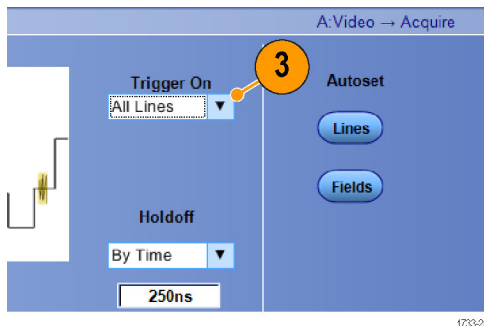 A:Video → Acquire
3
Trigger On
All Lines
Autoset
Lines
Fields
Holdoff
By Time
250ns
1733-2